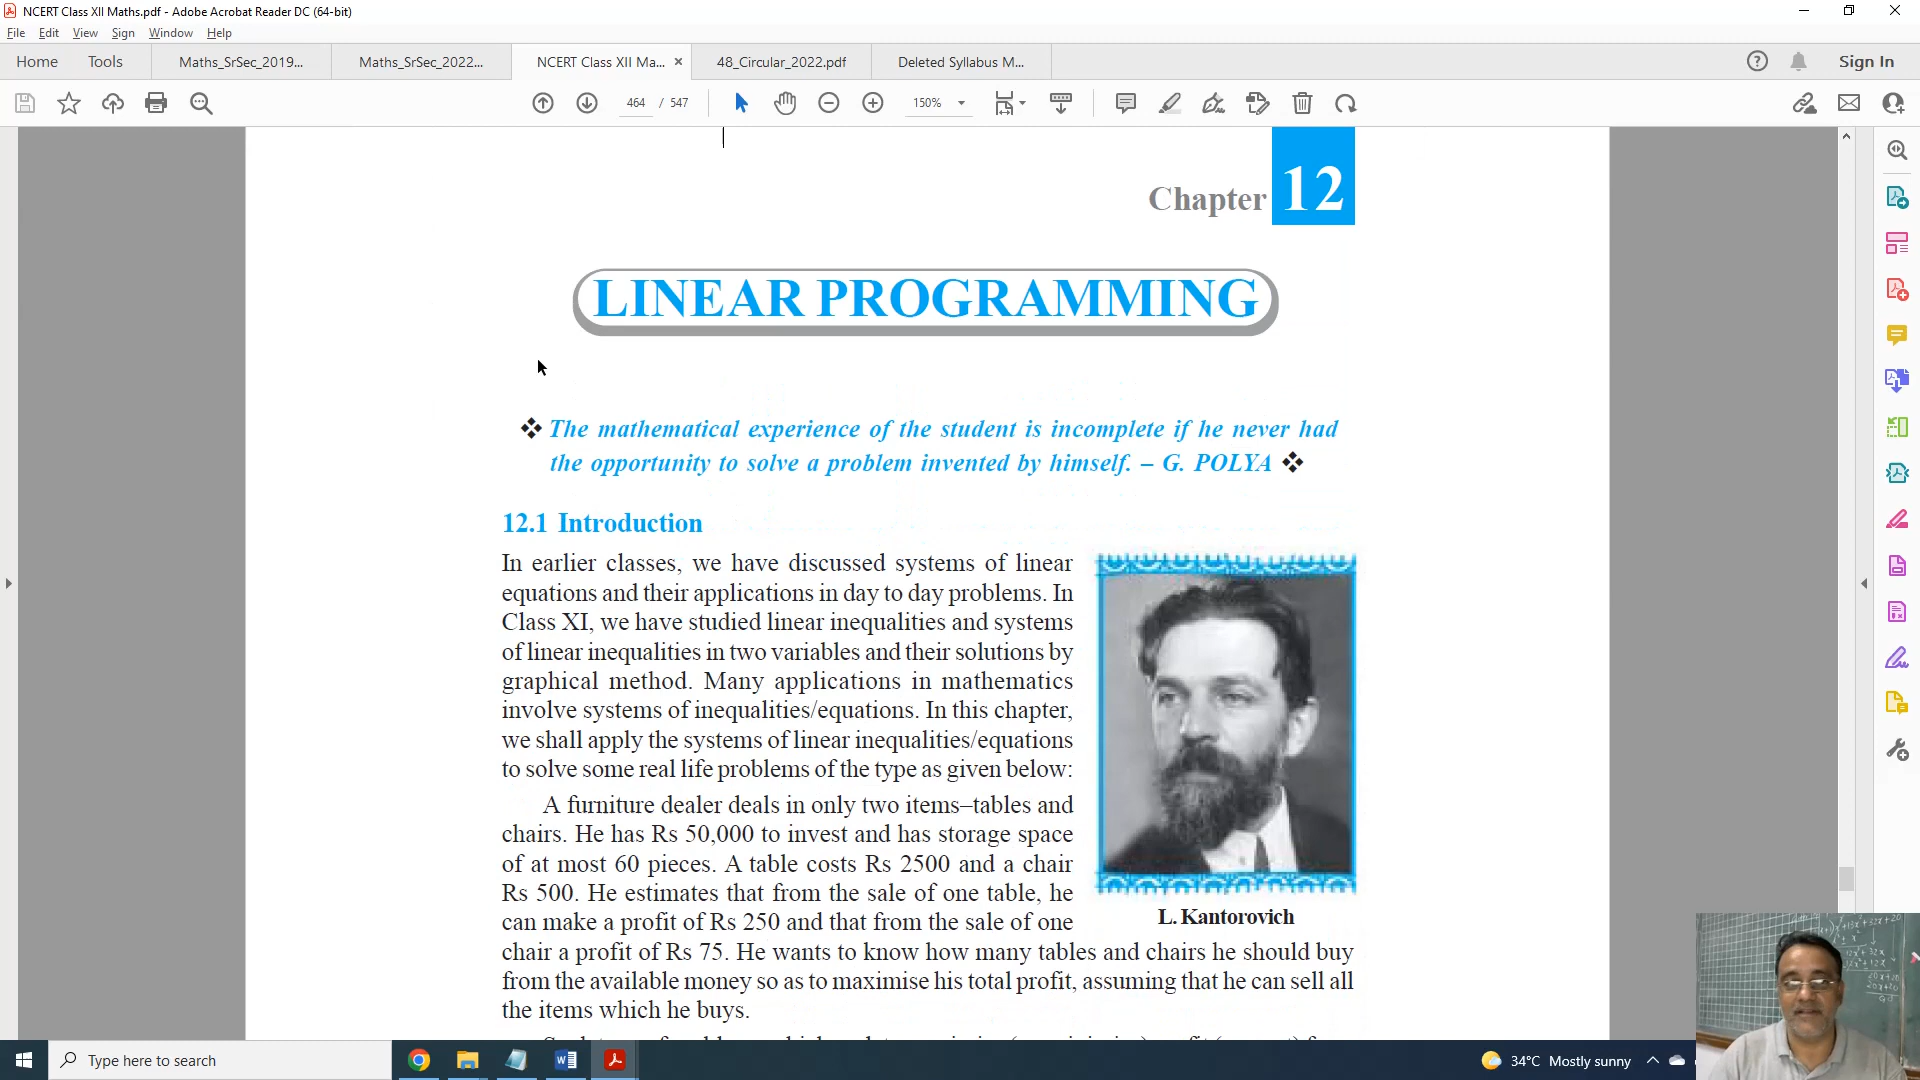 NCERT Class XII Maths.pdf - Adobe Acrobat Reader DC (64-bit)
File Edit View Sign Window Help
Home Tools Maths_SrSec_2019... Maths_SrSec_2022... NCERT Class XII Ma... 48_Circular_2022.pdf Deleted Syllabus M... Sign In
464 / 547 150%
Chapter 12
LINEAR PROGRAMMING
❖ The mathematical experience of the student is incomplete if he never had
the opportunity to solve a problem invented by himself. – G. POLYA ❖
12.1 Introduction
In earlier classes, we have discussed systems of linear
equations and their applications in day to day problems. In
Class XI, we have studied linear inequalities and systems
of linear inequalities in two variables and their solutions by
graphical method. Many applications in mathematics
involve systems of inequalities/equations. In this chapter,
we shall apply the systems of linear inequalities/equations
to solve some real life problems of the type as given below:
A furniture dealer deals in only two items–tables and
chairs. He has Rs 50,000 to invest and has storage space
of at most 60 pieces. A table costs Rs 2500 and a chair
Rs 500. He estimates that from the sale of one table, he
can make a profit of Rs 250 and that from the sale of one
chair a profit of Rs 75. He wants to know how many tables and chairs he should buy
from the available money so as to maximise his total profit, assuming that he can sell all
the items which he buys.
L. Kantorovich
Type here to search
34°C Mostly sunny